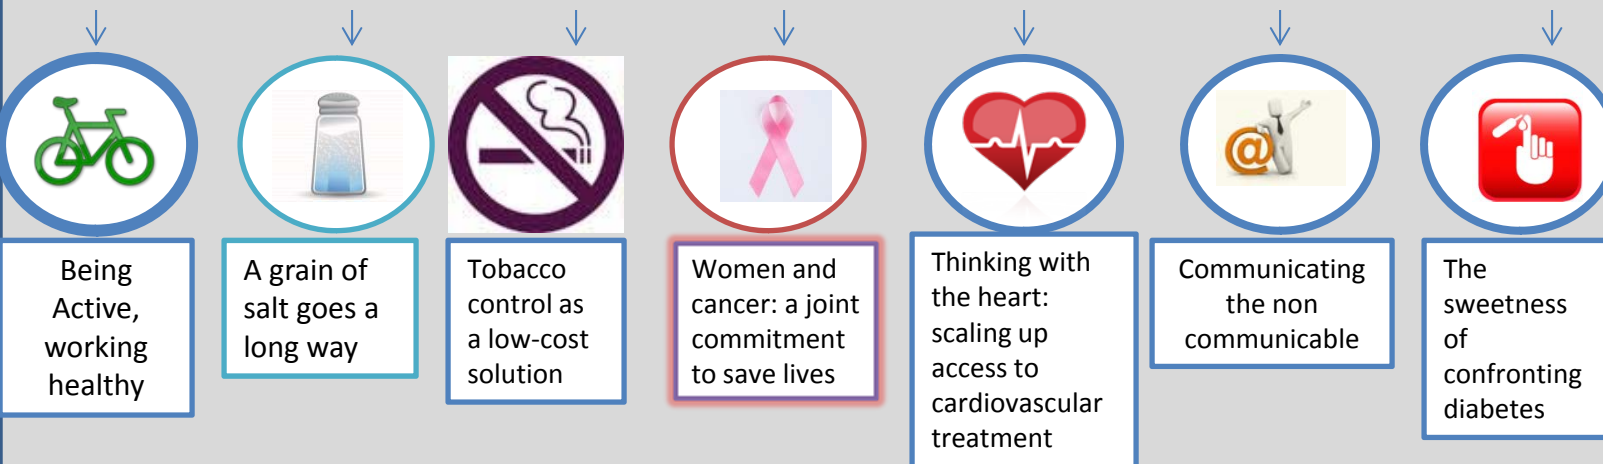 Being
Active,
working
healthy
A grain of
salt goes a
long way
Tobacco
control as
a low-cost
solution
Women and
cancer: a joint
commitment
to save lives
Thinking with
the heart:
scaling up
access to
cardiovascular
treatment
Communicating
the non
communicable
The
sweetness
of
confronting
diabetes